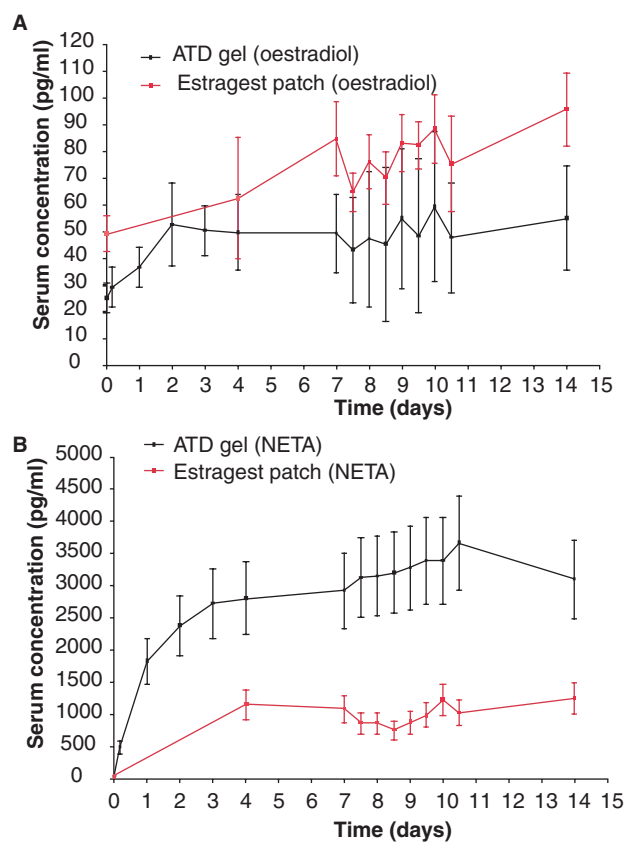 A
120
110
100
90
80
70
60
50
40
30
20
10
0
Serum concentration (pg/ml)
ATD gel (oestradiol)
Estragest patch (oestradiol)
0 1 2 3 4 5 6 7 8 9 10 11 12 13 14 15
Time (days)
B
5000
4500
4000
3500
3000
2500
2000
1500
1000
500
0
Serum concentration (pg/ml)
ATD gel (NETA)
Estragest patch (NETA)
0 1 2 3 4 5 6 7 8 9 10 11 12 13 14 15
Time (days)